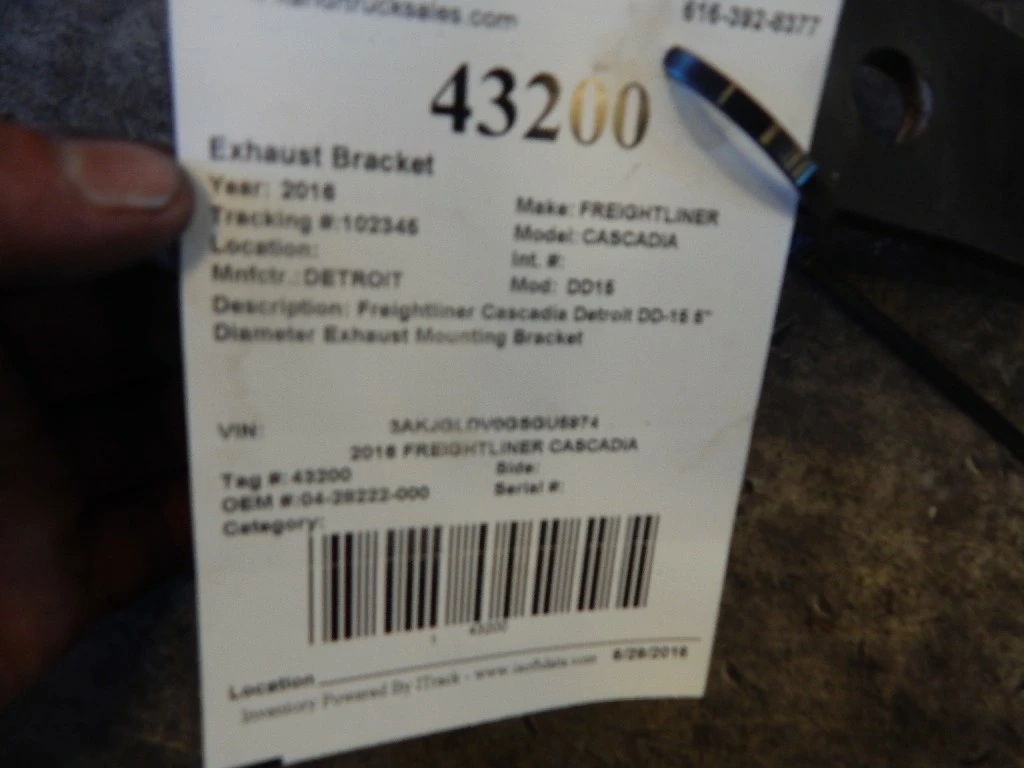 616-392-8377
43200
Exhaust Bracket
Year: 2016
Tracking #:102345
Location:
Mnfctr.: DETROIT
Make: FREIGHTLINER
Model: CASCADIA
Int. #:
Mod: DD15
Description: Freightliner Cascadia Detroit DD-15 5"
Diameter Exhaust Mounting Bracket
VIN:
2016 FREIGHTLINER CASCADIA
Tag #: 43200
Side:
OEM #:04-28222-000
Serial #:
Category:
1 43200
Location
Inventory Powered By ITrack -